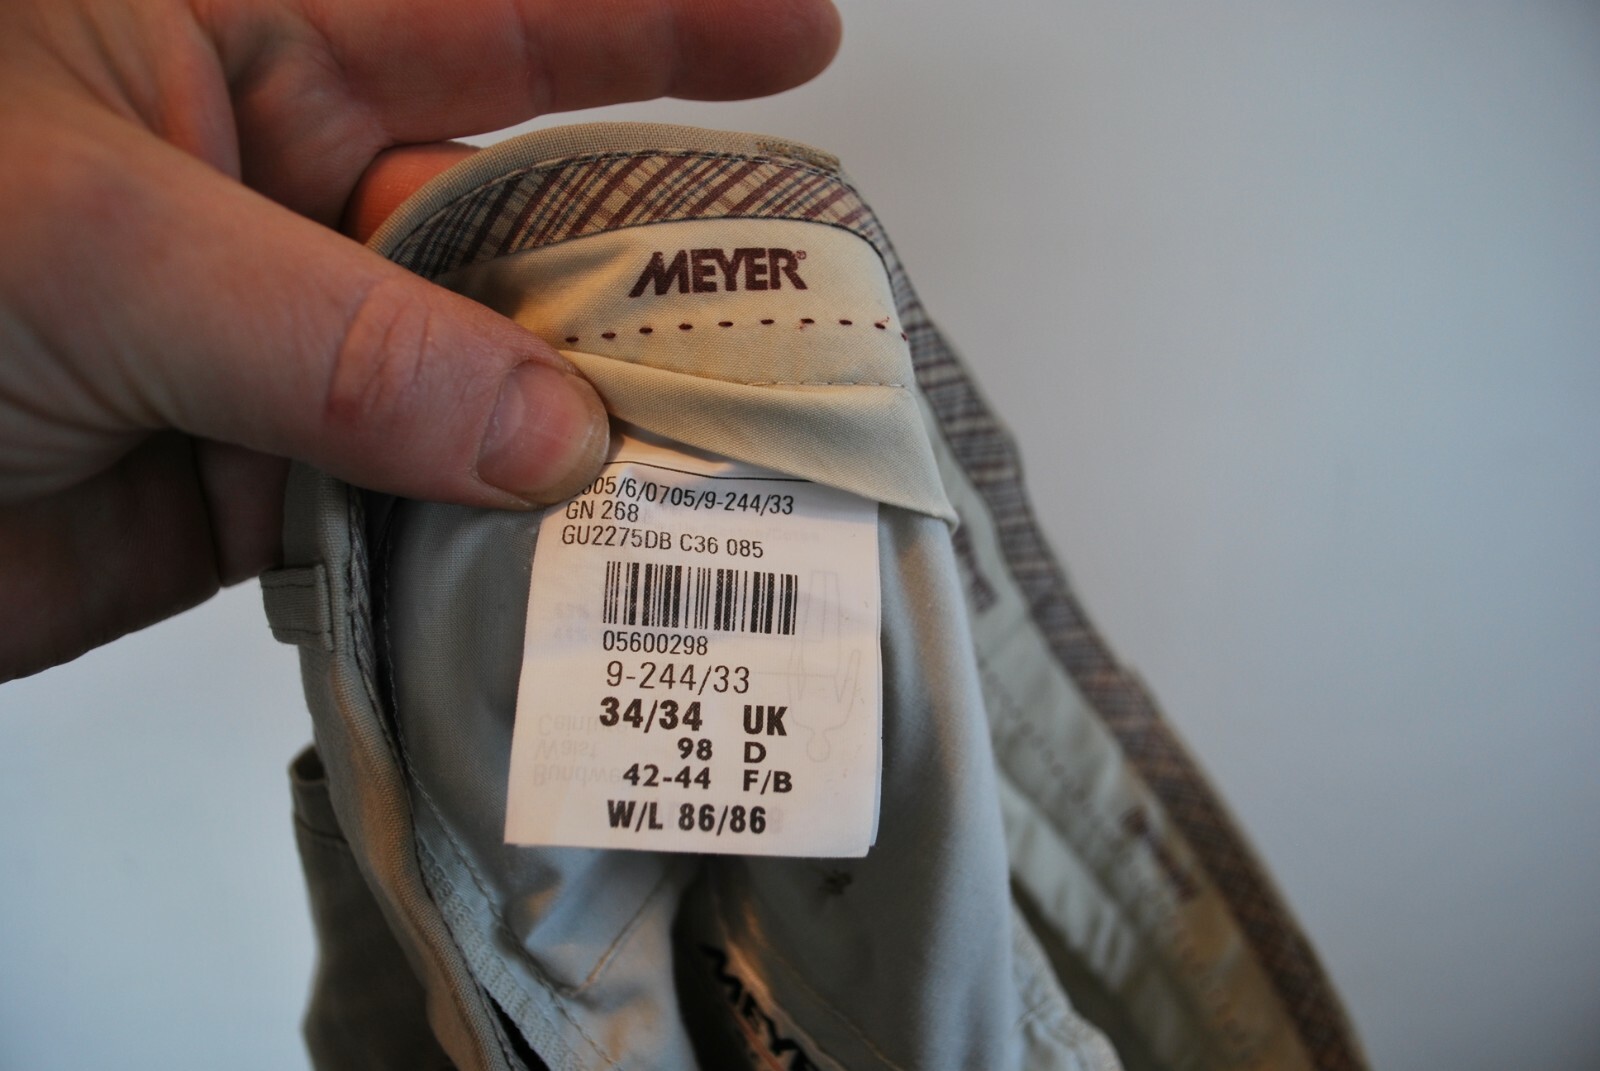 MEYER®
605/6/0705/9-244/33
GN 268
GU2275DB C36 085
05600298
9-244/33
34/34 UK
98 D
42-44 F/B
W/L 86/86